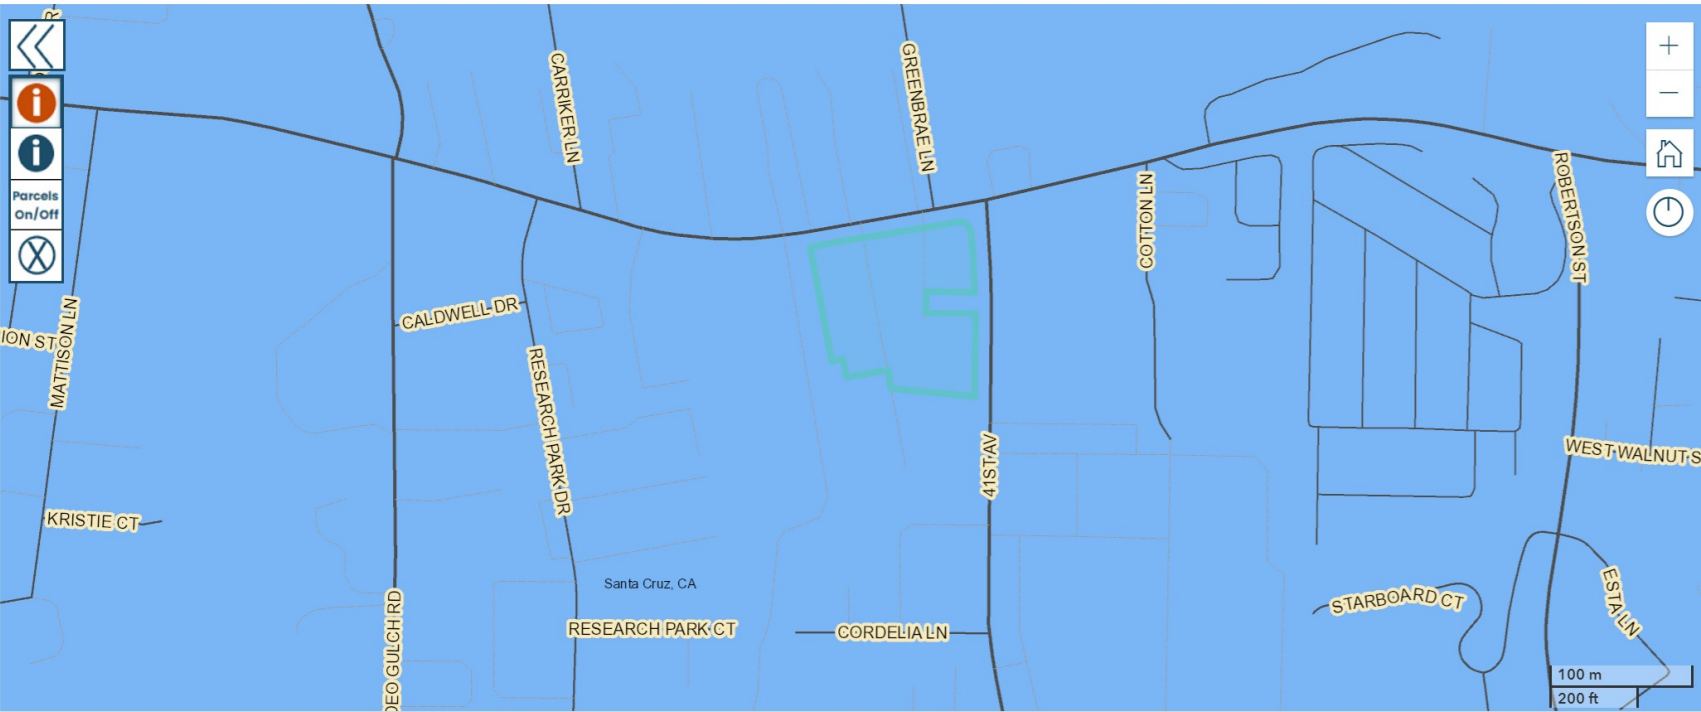 R
CARRIKER LN
GREENBRAE LN
+
−
Parcels
On/Off
COTTON LN
ROBERTSON ST
CALDWELL DR
ION ST
MATTISON LN
RESEARCH PARK DR
41ST AV
WEST WALNUT S
KRISTIE CT
Santa Cruz, CA
DEO GULCH RD
RESEARCH PARK CT
CORDELIA LN
STARBOARD CT
ESTA LN
100 m
200 ft